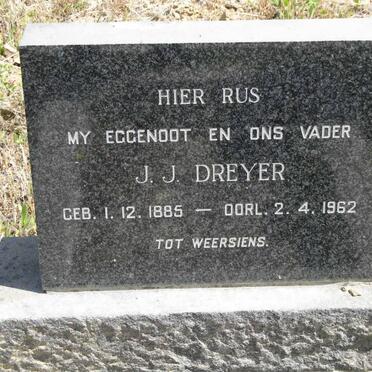 HIER RUS
MY EGGENOOT EN ONS VADER
J. J. DREYER
GEB. 1. 12. 1885 — OORL. 2. 4. 1962
TOT WEERSIENS.